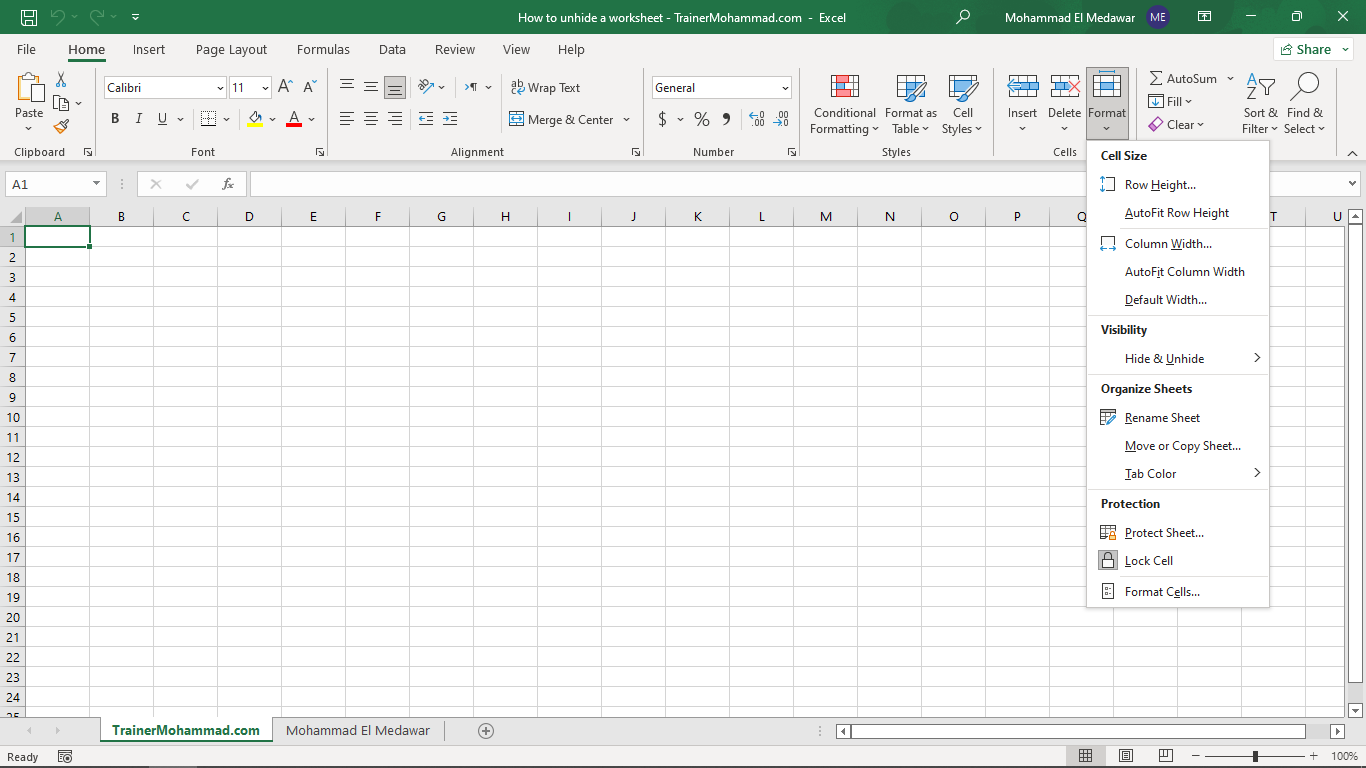 How to unhide a worksheet - TrainerMohammad.com - Excel
Mohammad El Medawar ME
File Home Insert Page Layout Formulas Data Review View Help
Share
Paste
Clipboard
Calibri 11
B I U A
Font
Wrap Text
Merge & Center
Alignment
General
$ % 9
Number
Conditional Formatting
Format as Table
Cell Styles
Styles
Insert
Delete
Format
Cells
AutoSum
Fill
Clear
Sort & Filter
Find & Select
A1
fx
A B C D E F G H I J K L M N O P Q T U
1
2
3
4
5
6
7
8
9
10
11
12
13
14
15
16
17
18
19
20
21
22
23
24
25
Cell Size
Row Height...
AutoFit Row Height
Column Width...
AutoFit Column Width
Default Width...
Visibility
Hide & Unhide
Organize Sheets
Rename Sheet
Move or Copy Sheet...
Tab Color
Protection
Protect Sheet...
Lock Cell
Format Cells...
TrainerMohammad.com Mohammad El Medawar
Ready
100%